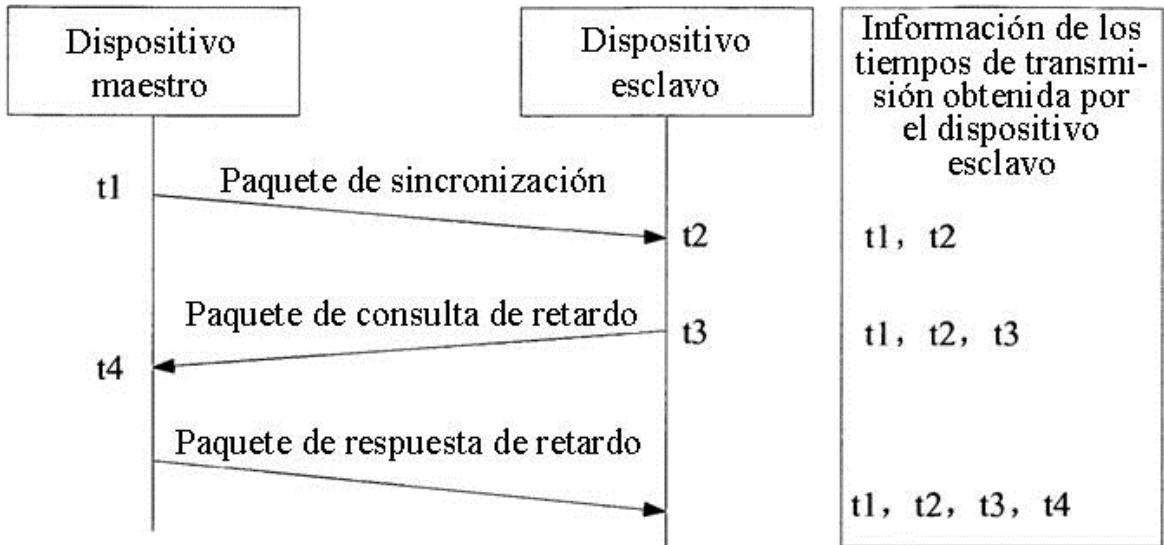 Dispositivo
maestro
Dispositivo
esclavo
Información de los
tiempos de transmi-
sión obtenida por
el dispositivo
esclavo
t1
Paquete de sincronización
t2
t1, t2
Paquete de consulta de retardo
t3
t1, t2, t3
t4
Paquete de respuesta de retardo
t1, t2, t3, t4